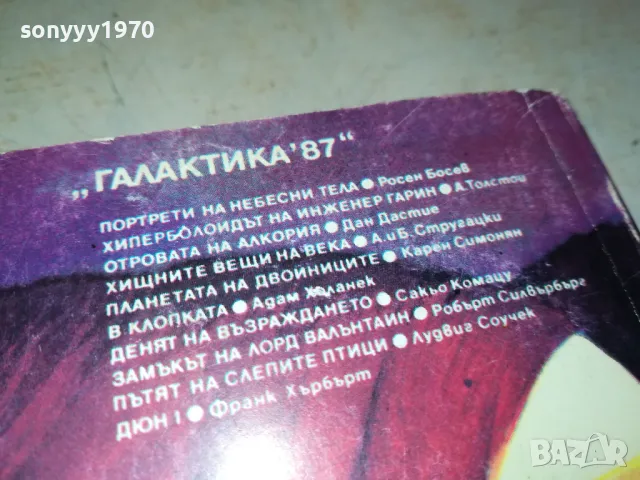 sonyyy1970
„ГАЛАКТИКА'87“
ПОРТРЕТИ НА НЕБЕСНИ ТЕЛА ● Росен Босев
ХИПЕРБОЛОИДЪТ НА ИНЖЕНЕР ГАРИН ● А. Толстои
ОТРОВАТА НА АЛКОРИЯ ● Дан Дастие
ХИЩНИТЕ ВЕЩИ НА ВЕКА ● А. и Б. Стругацки
ПЛАНЕТАТА НА ДВОЙНИЦИТЕ ● Карен Симонян
В КЛОПКАТА ● Адам Холанек
ДЕНЯТ НА ВЪЗРАЖДАНЕТО ● Сакьо Комацу
ЗАМЪКЪТ НА ЛОРД ВАЛЪНТАЙН ● Робърт Силвърбърг
ПЪТЯТ НА СЛЕПИТЕ ПТИЦИ ● Лудвиг Соучек
ДЮН I ● Франк Хърбърт
BAZAR